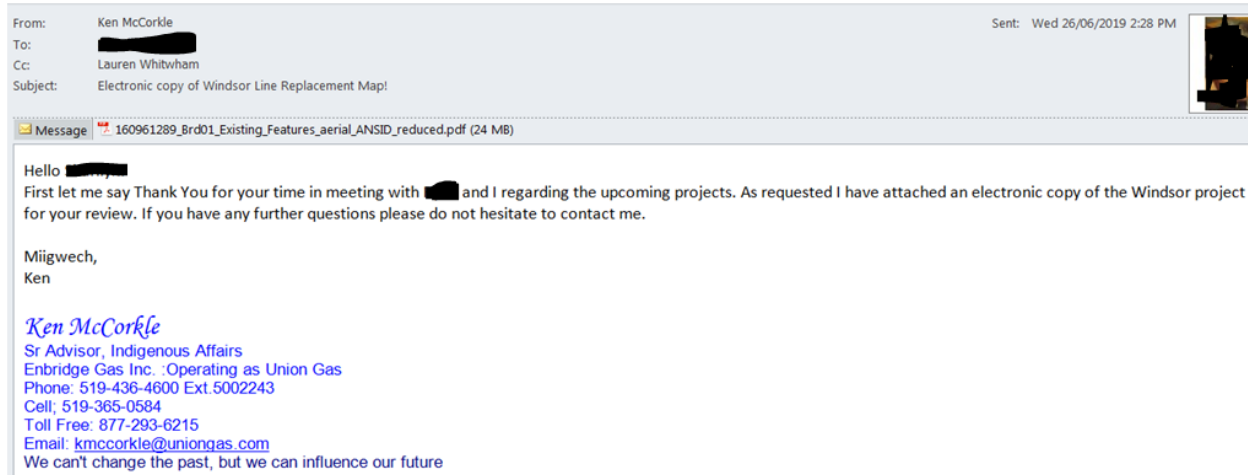 From: Ken McCorkle
Sent: Wed 26/06/2019 2:28 PM
To:
Cc: Lauren Whitwham
Subject: Electronic copy of Windsor Line Replacement Map!
Message 160961289_Brd01_Existing_Features_aerial_ANSID_reduced.pdf (24 MB)
Hello
First let me say Thank You for your time in meeting with and I regarding the upcoming projects. As requested I have attached an electronic copy of the Windsor project
for your review. If you have any further questions please do not hesitate to contact me.
Miigwech,
Ken
Ken McCorkle
Sr Advisor, Indigenous Affairs
Enbridge Gas Inc. :Operating as Union Gas
Phone: 519-436-4600 Ext.5002243
Cell; 519-365-0584
Toll Free: 877-293-6215
Email: kmccorkle@uniongas.com
We can't change the past, but we can influence our future